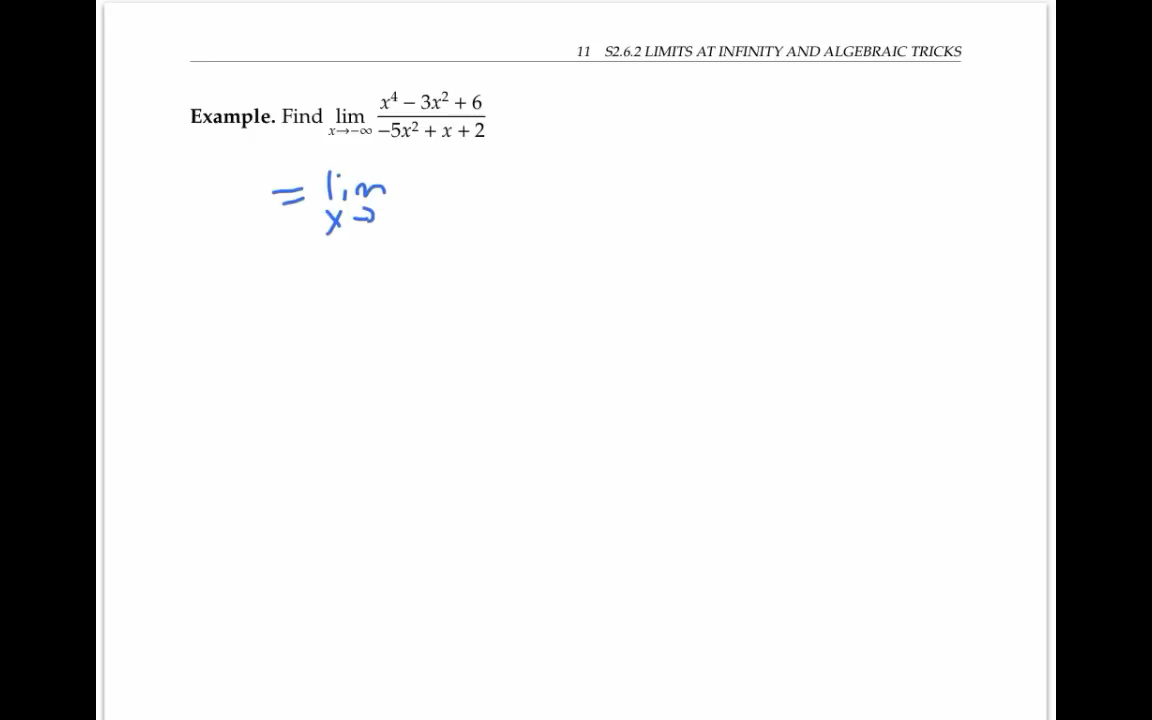 11 S2.6.2 LIMITS AT INFINITY AND ALGEBRAIC TRICKS
Example. Find lim x→−∞ (x⁴ − 3x² + 6)/(−5x² + x + 2)
= lim
x →